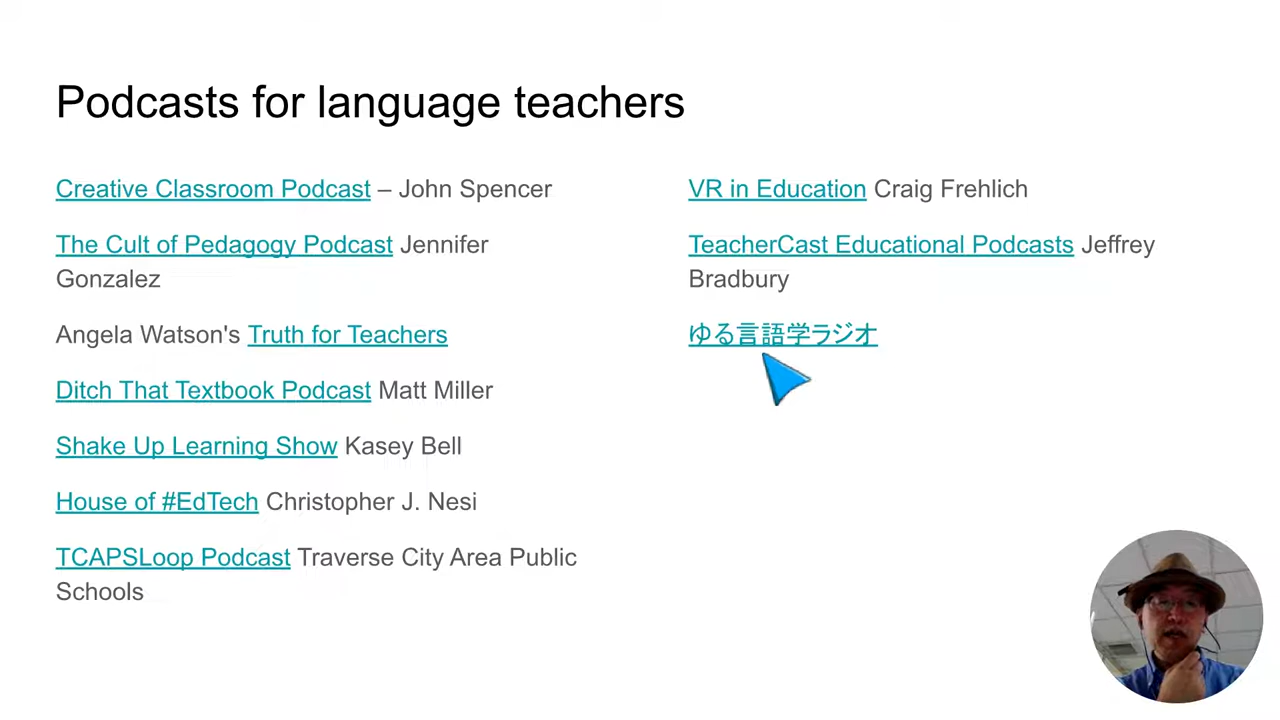 Podcasts for language teachers
Creative Classroom Podcast – John Spencer
The Cult of Pedagogy Podcast Jennifer
Gonzalez
Angela Watson's Truth for Teachers
Ditch That Textbook Podcast Matt Miller
Shake Up Learning Show Kasey Bell
House of #EdTech Christopher J. Nesi
TCAPSLoop Podcast Traverse City Area Public
Schools
VR in Education Craig Frehlich
TeacherCast Educational Podcasts Jeffrey
Bradbury
ゆる言語学ラジオ